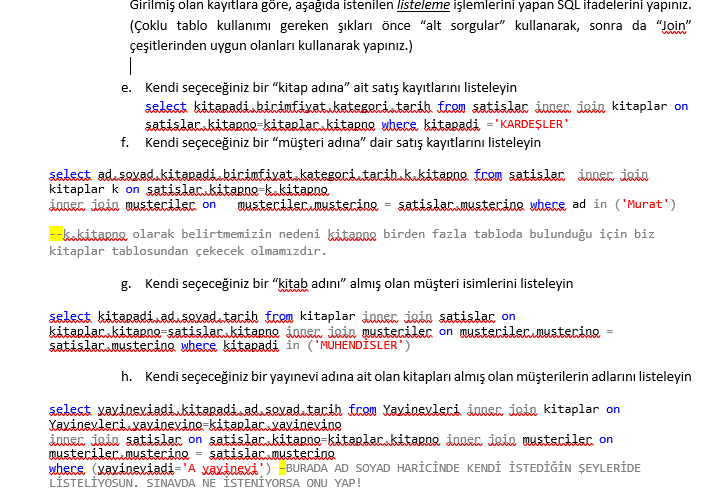 Girilmiş olan kayıtlara göre, aşağıda istenilen listeleme işlemlerini yapan SQL ifadelerini yapınız.
(Çoklu tablo kullanımı gereken şıkları önce “alt sorgular” kullanarak, sonra da “Join”
çeşitlerinden uygun olanları kullanarak yapınız.)
e. Kendi seçeceğiniz bir “kitap adına” ait satış kayıtlarını listeleyin
select kitapadi,birimfiyat,kategori,tarih from satislar inner join kitaplar on
satislar.kitapno=kitaplar.kitapno where kitapadi ='KARDEŞLER'
f. Kendi seçeceğiniz bir “müşteri adına” dair satış kayıtlarını listeleyin
select ad,soyad,kitapadi,birimfiyat,kategori,tarih,k.kitapno from satislar inner join
kitaplar k on satislar.kitapno=k.kitapno
inner join musteriler on musteriler.musterino = satislar.musterino where ad in ('Murat')
--k.kitapno olarak belirtmemizin nedeni kitapno birden fazla tabloda bulunduğu için biz
kitaplar tablosundan çekecek olmamızdır.
g. Kendi seçeceğiniz bir “kitab adını” almış olan müşteri isimlerini listeleyin
select kitapadi,ad,soyad,tarih from kitaplar inner join satislar on
kitaplar.kitapno=satislar.kitapno inner join musteriler on musteriler.musterino =
satislar.musterino where kitapadi in ('MUHENDİSLER')
h. Kendi seçeceğiniz bir yayınevi adına ait olan kitapları almış olan müşterilerin adlarını listeleyin
select yayineviadi,kitapadi,ad,soyad,tarih from Yayinevleri inner join kitaplar on
Yayinevleri.yayinevino=kitaplar.yayinevino
inner join satislar on satislar.kitapno=kitaplar.kitapno inner join musteriler on
musteriler.musterino = satislar.musterino
where (yayineviadi='A yayinevi') –BURADA AD SOYAD HARİCİNDE KENDİ İSTEDİĞİN ŞEYLERİDE
LİSTELİYOSUN. SINAVDA NE İSTENİYORSA ONU YAP!